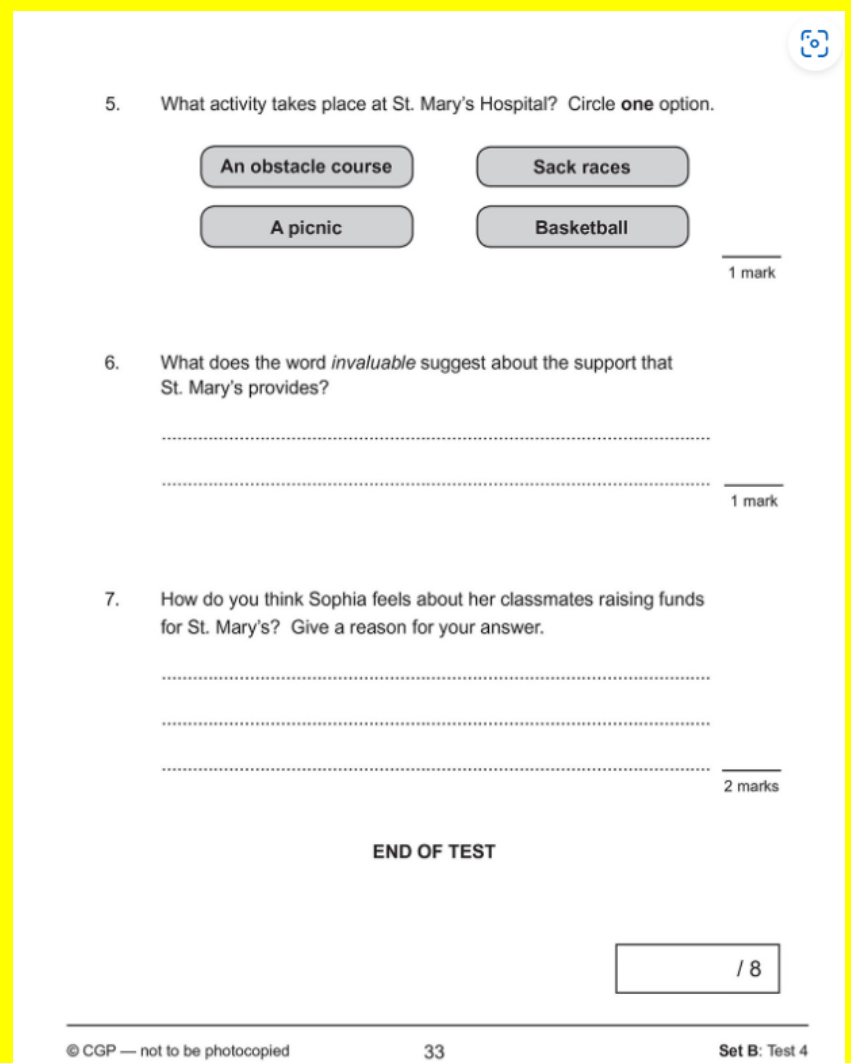 5. What activity takes place at St. Mary's Hospital? Circle one option.
An obstacle course Sack races
A picnic Basketball
1 mark
6. What does the word invaluable suggest about the support that
St. Mary's provides?
1 mark
7. How do you think Sophia feels about her classmates raising funds
for St. Mary's? Give a reason for your answer.
2 marks
END OF TEST
/ 8
© CGP — not to be photocopied 33 Set B: Test 4